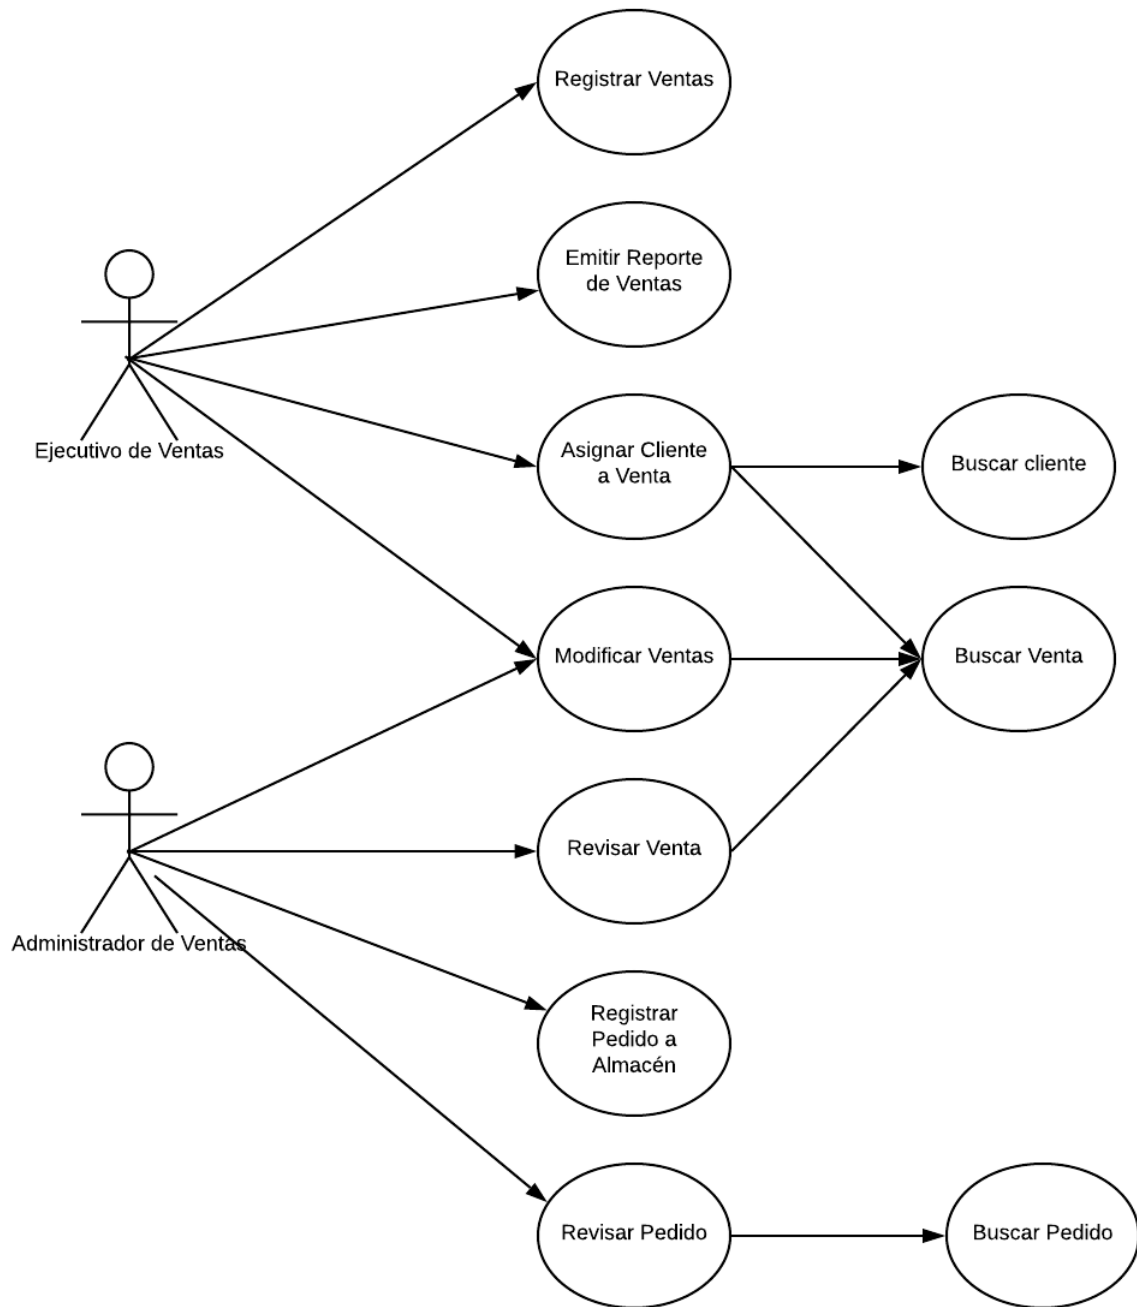 Registrar Ventas
Emitir Reporte
de Ventas
Ejecutivo de Ventas
Asignar Cliente
a Venta
Buscar cliente
Modificar Ventas
Buscar Venta
Revisar Venta
Administrador de Ventas
Registrar
Pedido a
Almacén
Revisar Pedido
Buscar Pedido